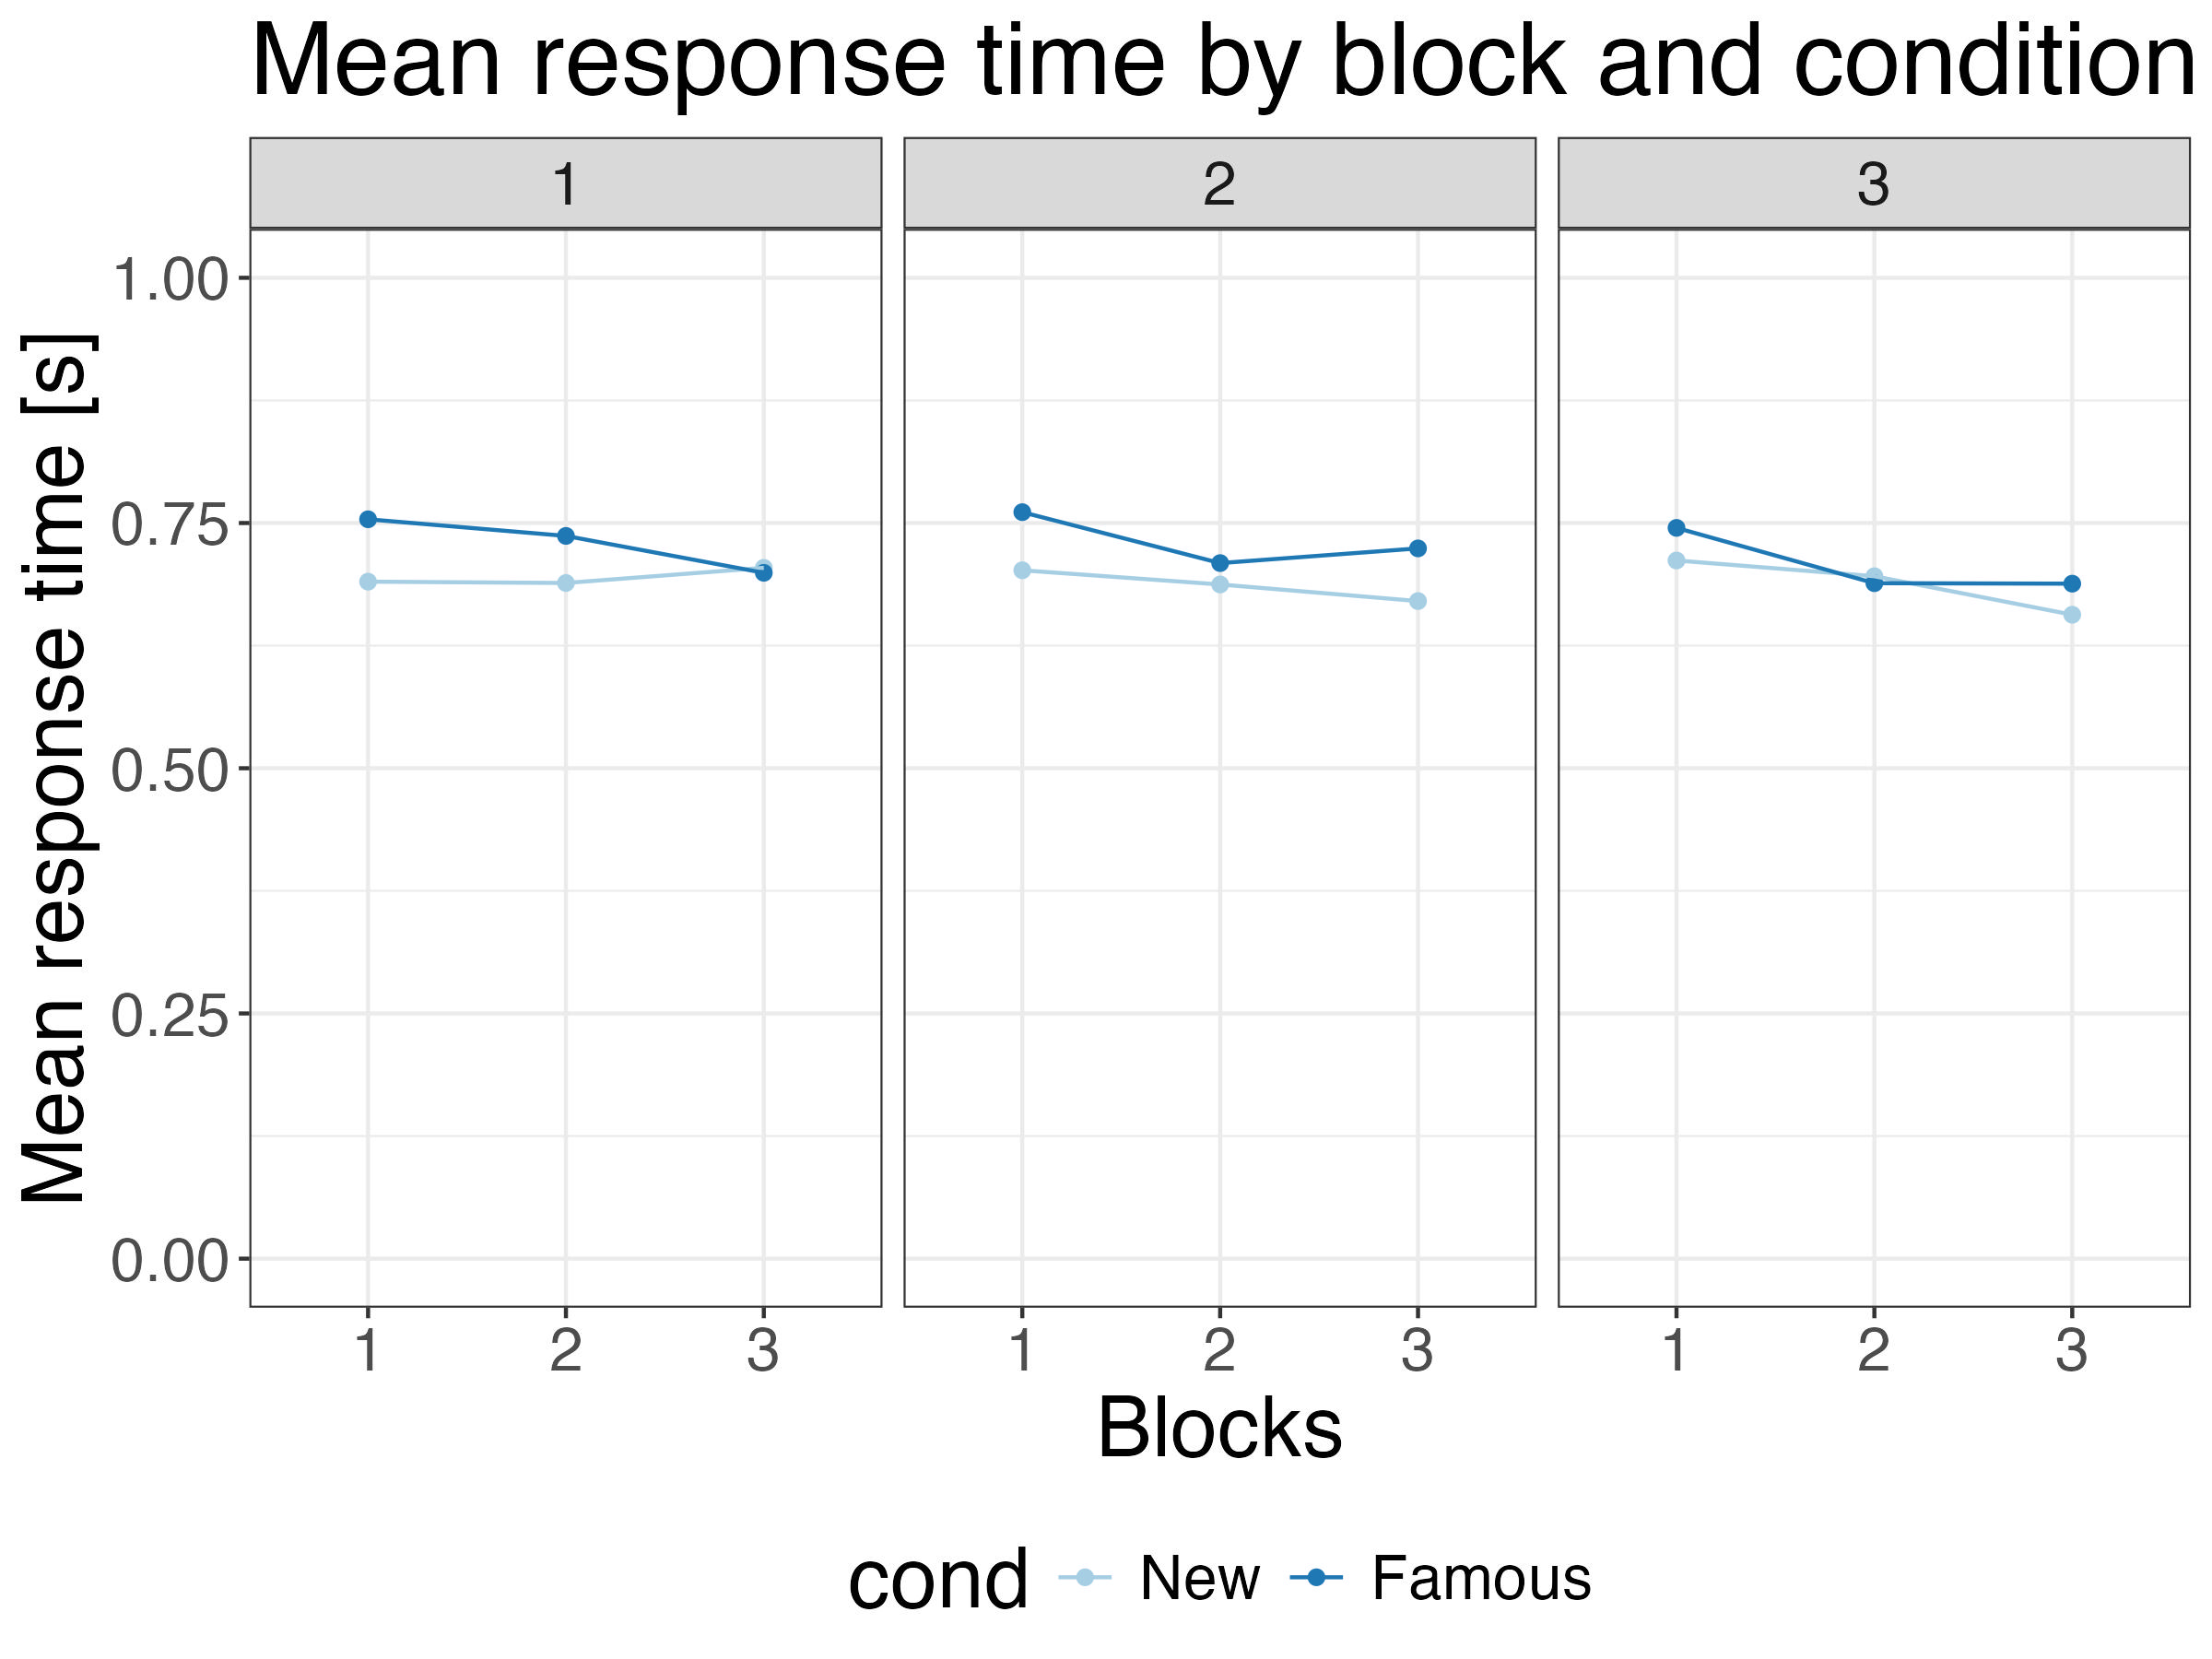 Mean response time by block and condition
1 2 3
Mean response time [s]
1.00
0.75
0.50
0.25
0.00
1 2 3 1 2 3 1 2 3
Blocks
cond New Famous